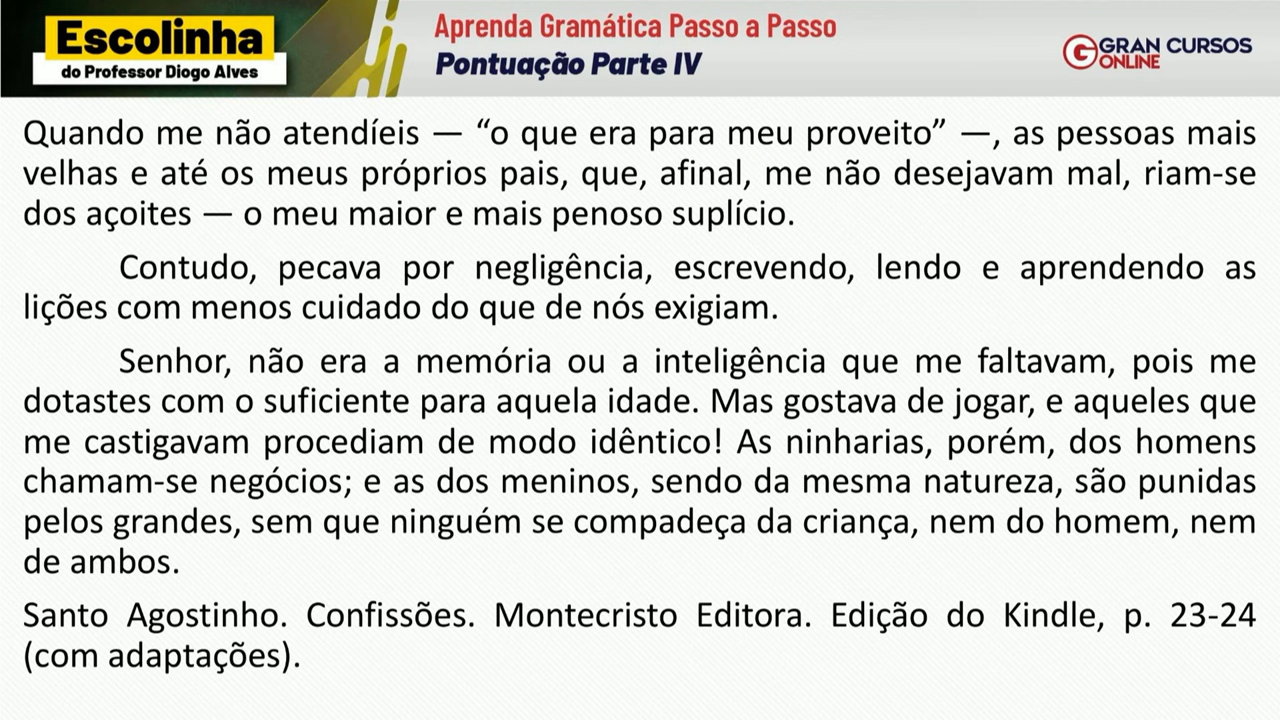 Escolinha
do Professor Diogo Alves
Aprenda Gramática Passo a Passo
Pontuação Parte IV
GRAN CURSOS
ONLINE
Quando me não atendíeis — “o que era para meu proveito” —, as pessoas mais
velhas e até os meus próprios pais, que, afinal, me não desejavam mal, riam-se
dos açoites — o meu maior e mais penoso suplício.
Contudo, pecava por negligência, escrevendo, lendo e aprendendo as
lições com menos cuidado do que de nós exigiam.
Senhor, não era a memória ou a inteligência que me faltavam, pois me
dotastes com o suficiente para aquela idade. Mas gostava de jogar, e aqueles que
me castigavam procediam de modo idêntico! As ninharias, porém, dos homens
chamam-se negócios; e as dos meninos, sendo da mesma natureza, são punidas
pelos grandes, sem que ninguém se compadeça da criança, nem do homem, nem
de ambos.
Santo Agostinho. Confissões. Montecristo Editora. Edição do Kindle, p. 23-24
(com adaptações).